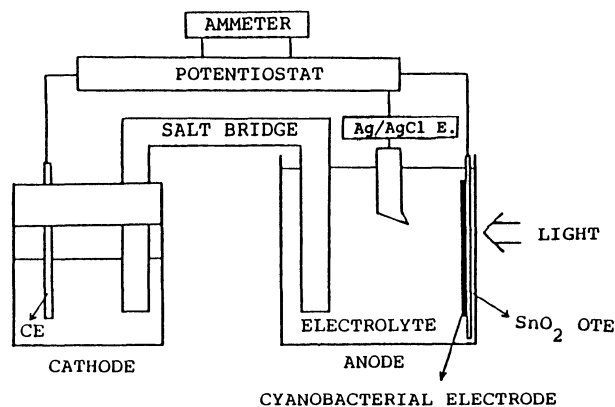 AMMETER
POTENTIOSTAT
Ag/AgCl E.
SALT BRIDGE
LIGHT
CE
ELECTROLYTE
SnO2 OTE
CATHODE
ANODE
CYANOBACTERIAL ELECTRODE